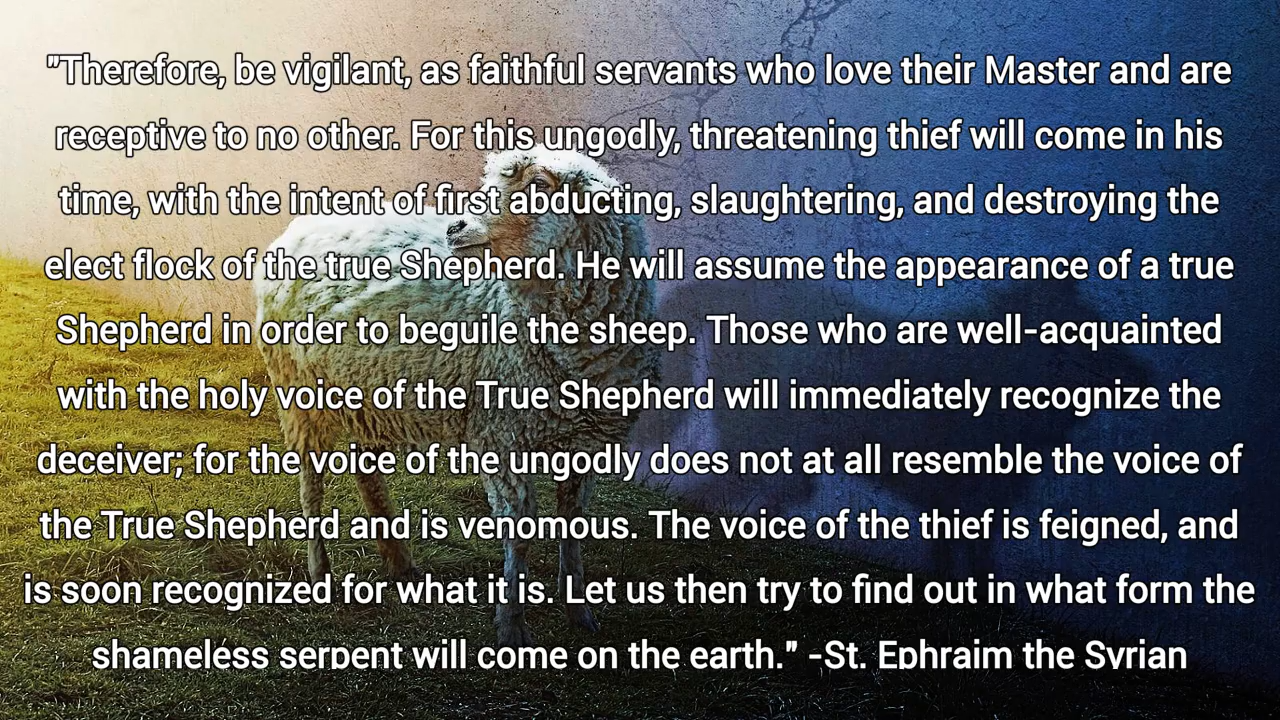 "Therefore, be vigilant, as faithful servants who love their Master and are
receptive to no other. For this ungodly, threatening thief will come in his
time, with the intent of first abducting, slaughtering, and destroying the
elect flock of the true Shepherd. He will assume the appearance of a true
Shepherd in order to beguile the sheep. Those who are well-acquainted
with the holy voice of the True Shepherd will immediately recognize the
deceiver; for the voice of the ungodly does not at all resemble the voice of
the True Shepherd and is venomous. The voice of the thief is feigned, and
is soon recognized for what it is. Let us then try to find out in what form the
shameless serpent will come on the earth." -St. Ephraim the Syrian